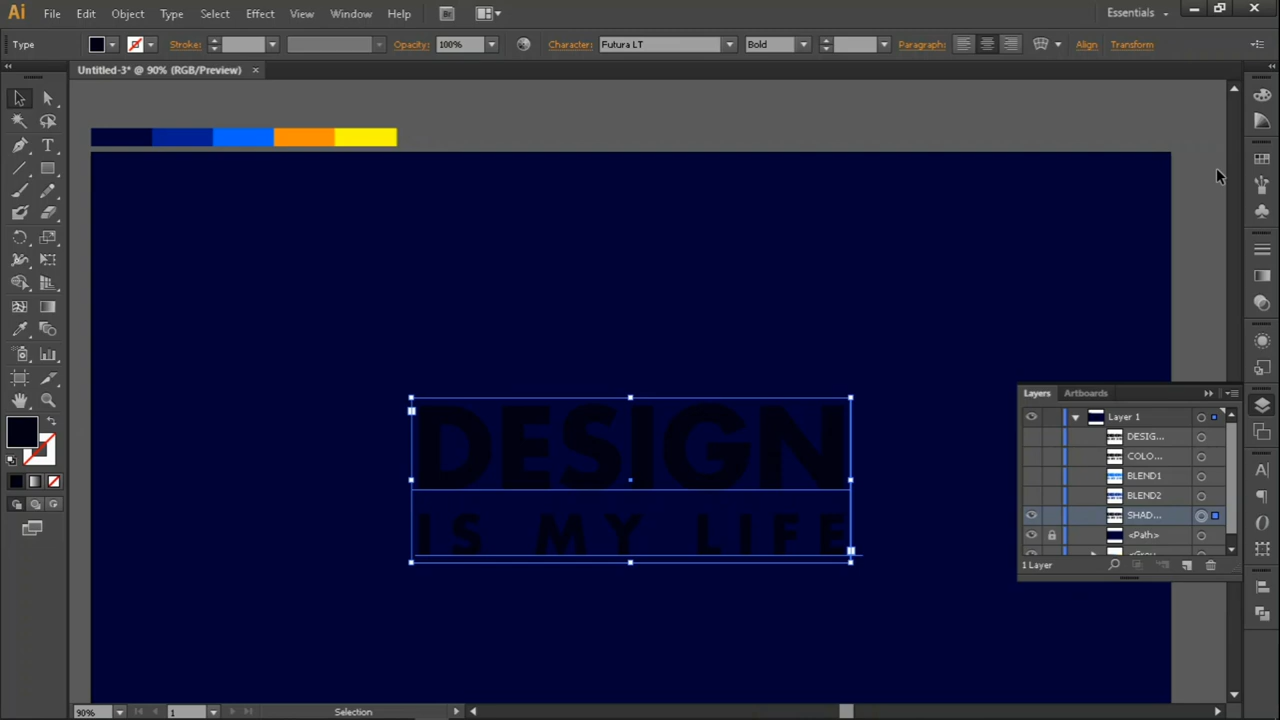 Ai File Edit Object Type Select Effect View Window Help Br Essentials
Type Stroke: Opacity: 100% Character: Futura LT Bold Paragraph: Align Transform
Untitled-3* @ 90% (RGB/Preview) ×
DESIGN
IS MY LIFE
Layers Artboards
Layer 1
DESIG...
COLO...
BLEND1
BLEND2
SHAD...
<Path>
1 Layer
90% 1 Selection